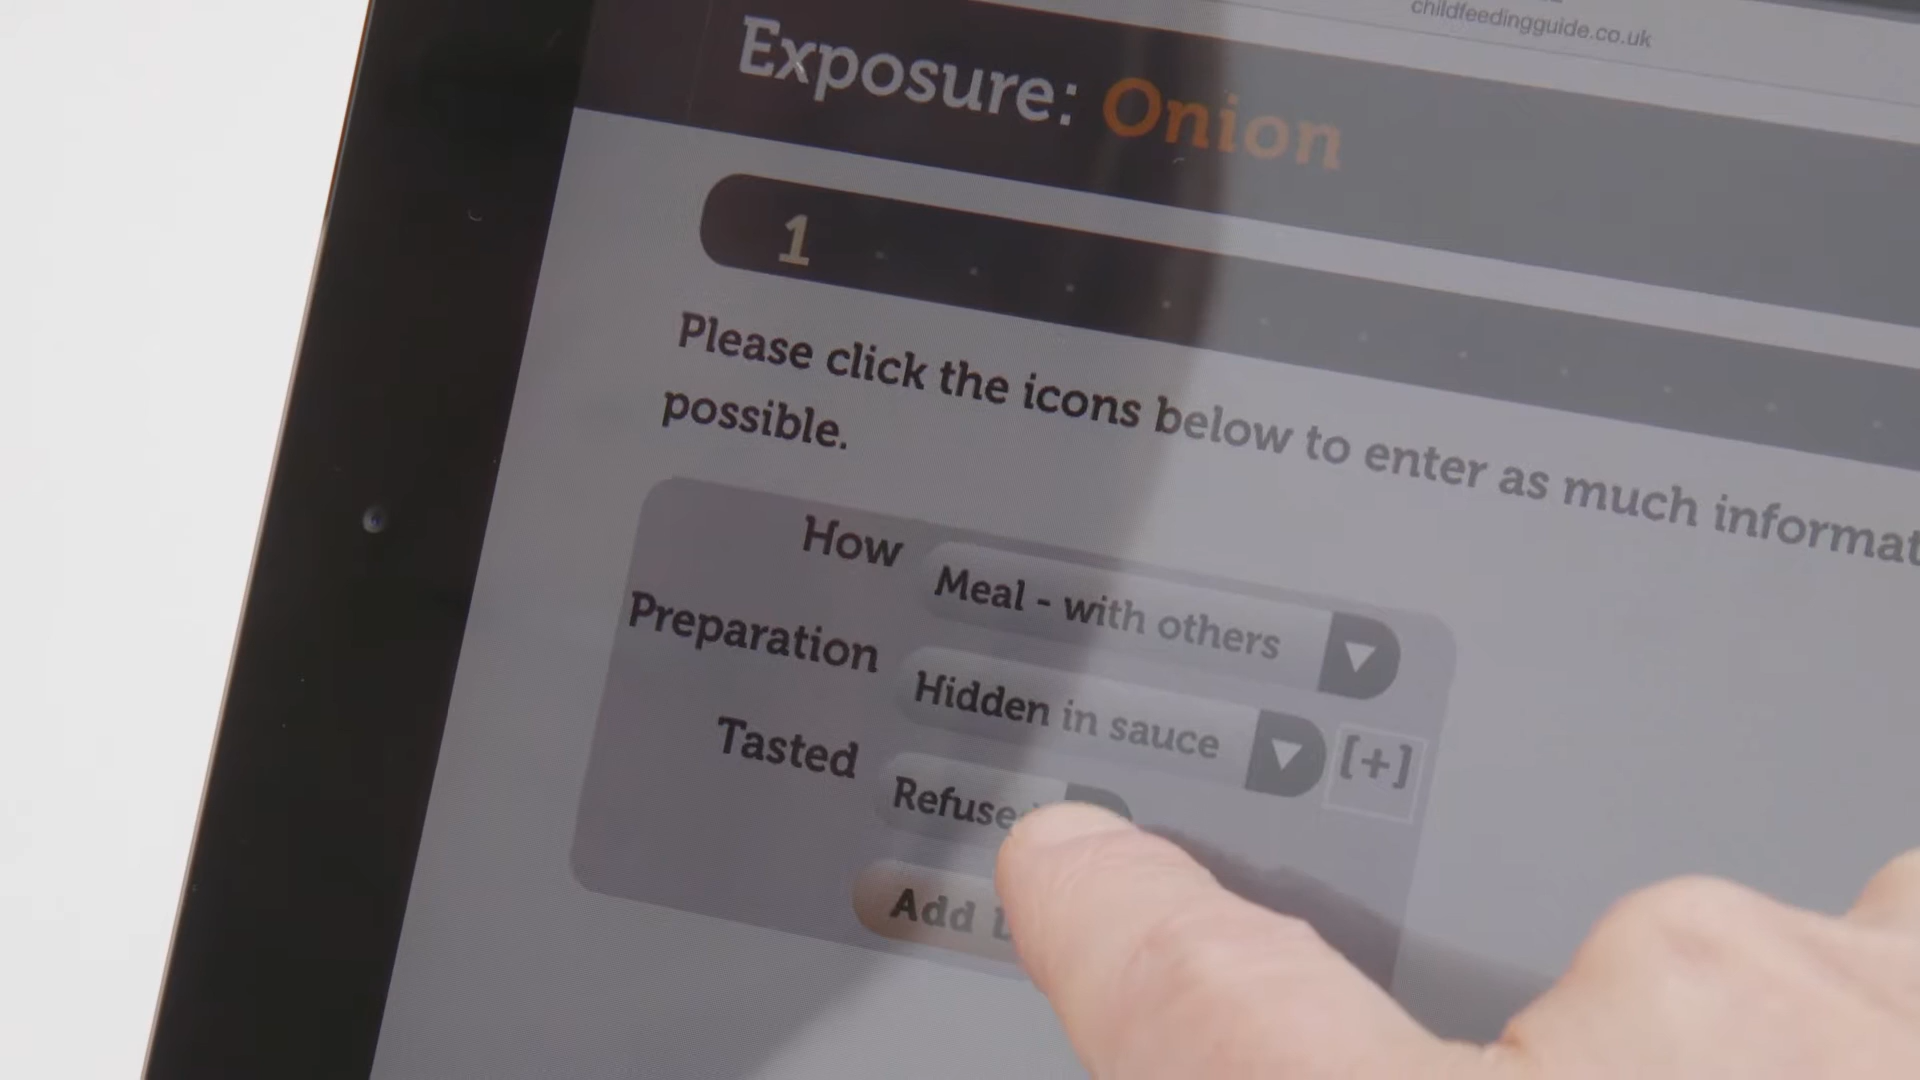 childfeedingguide.co.uk
Exposure: Onion
1
Please click the icons below to enter as much
possible.
How Meal - with others
Preparation Hidden in sauce [+]
Tasted
Add